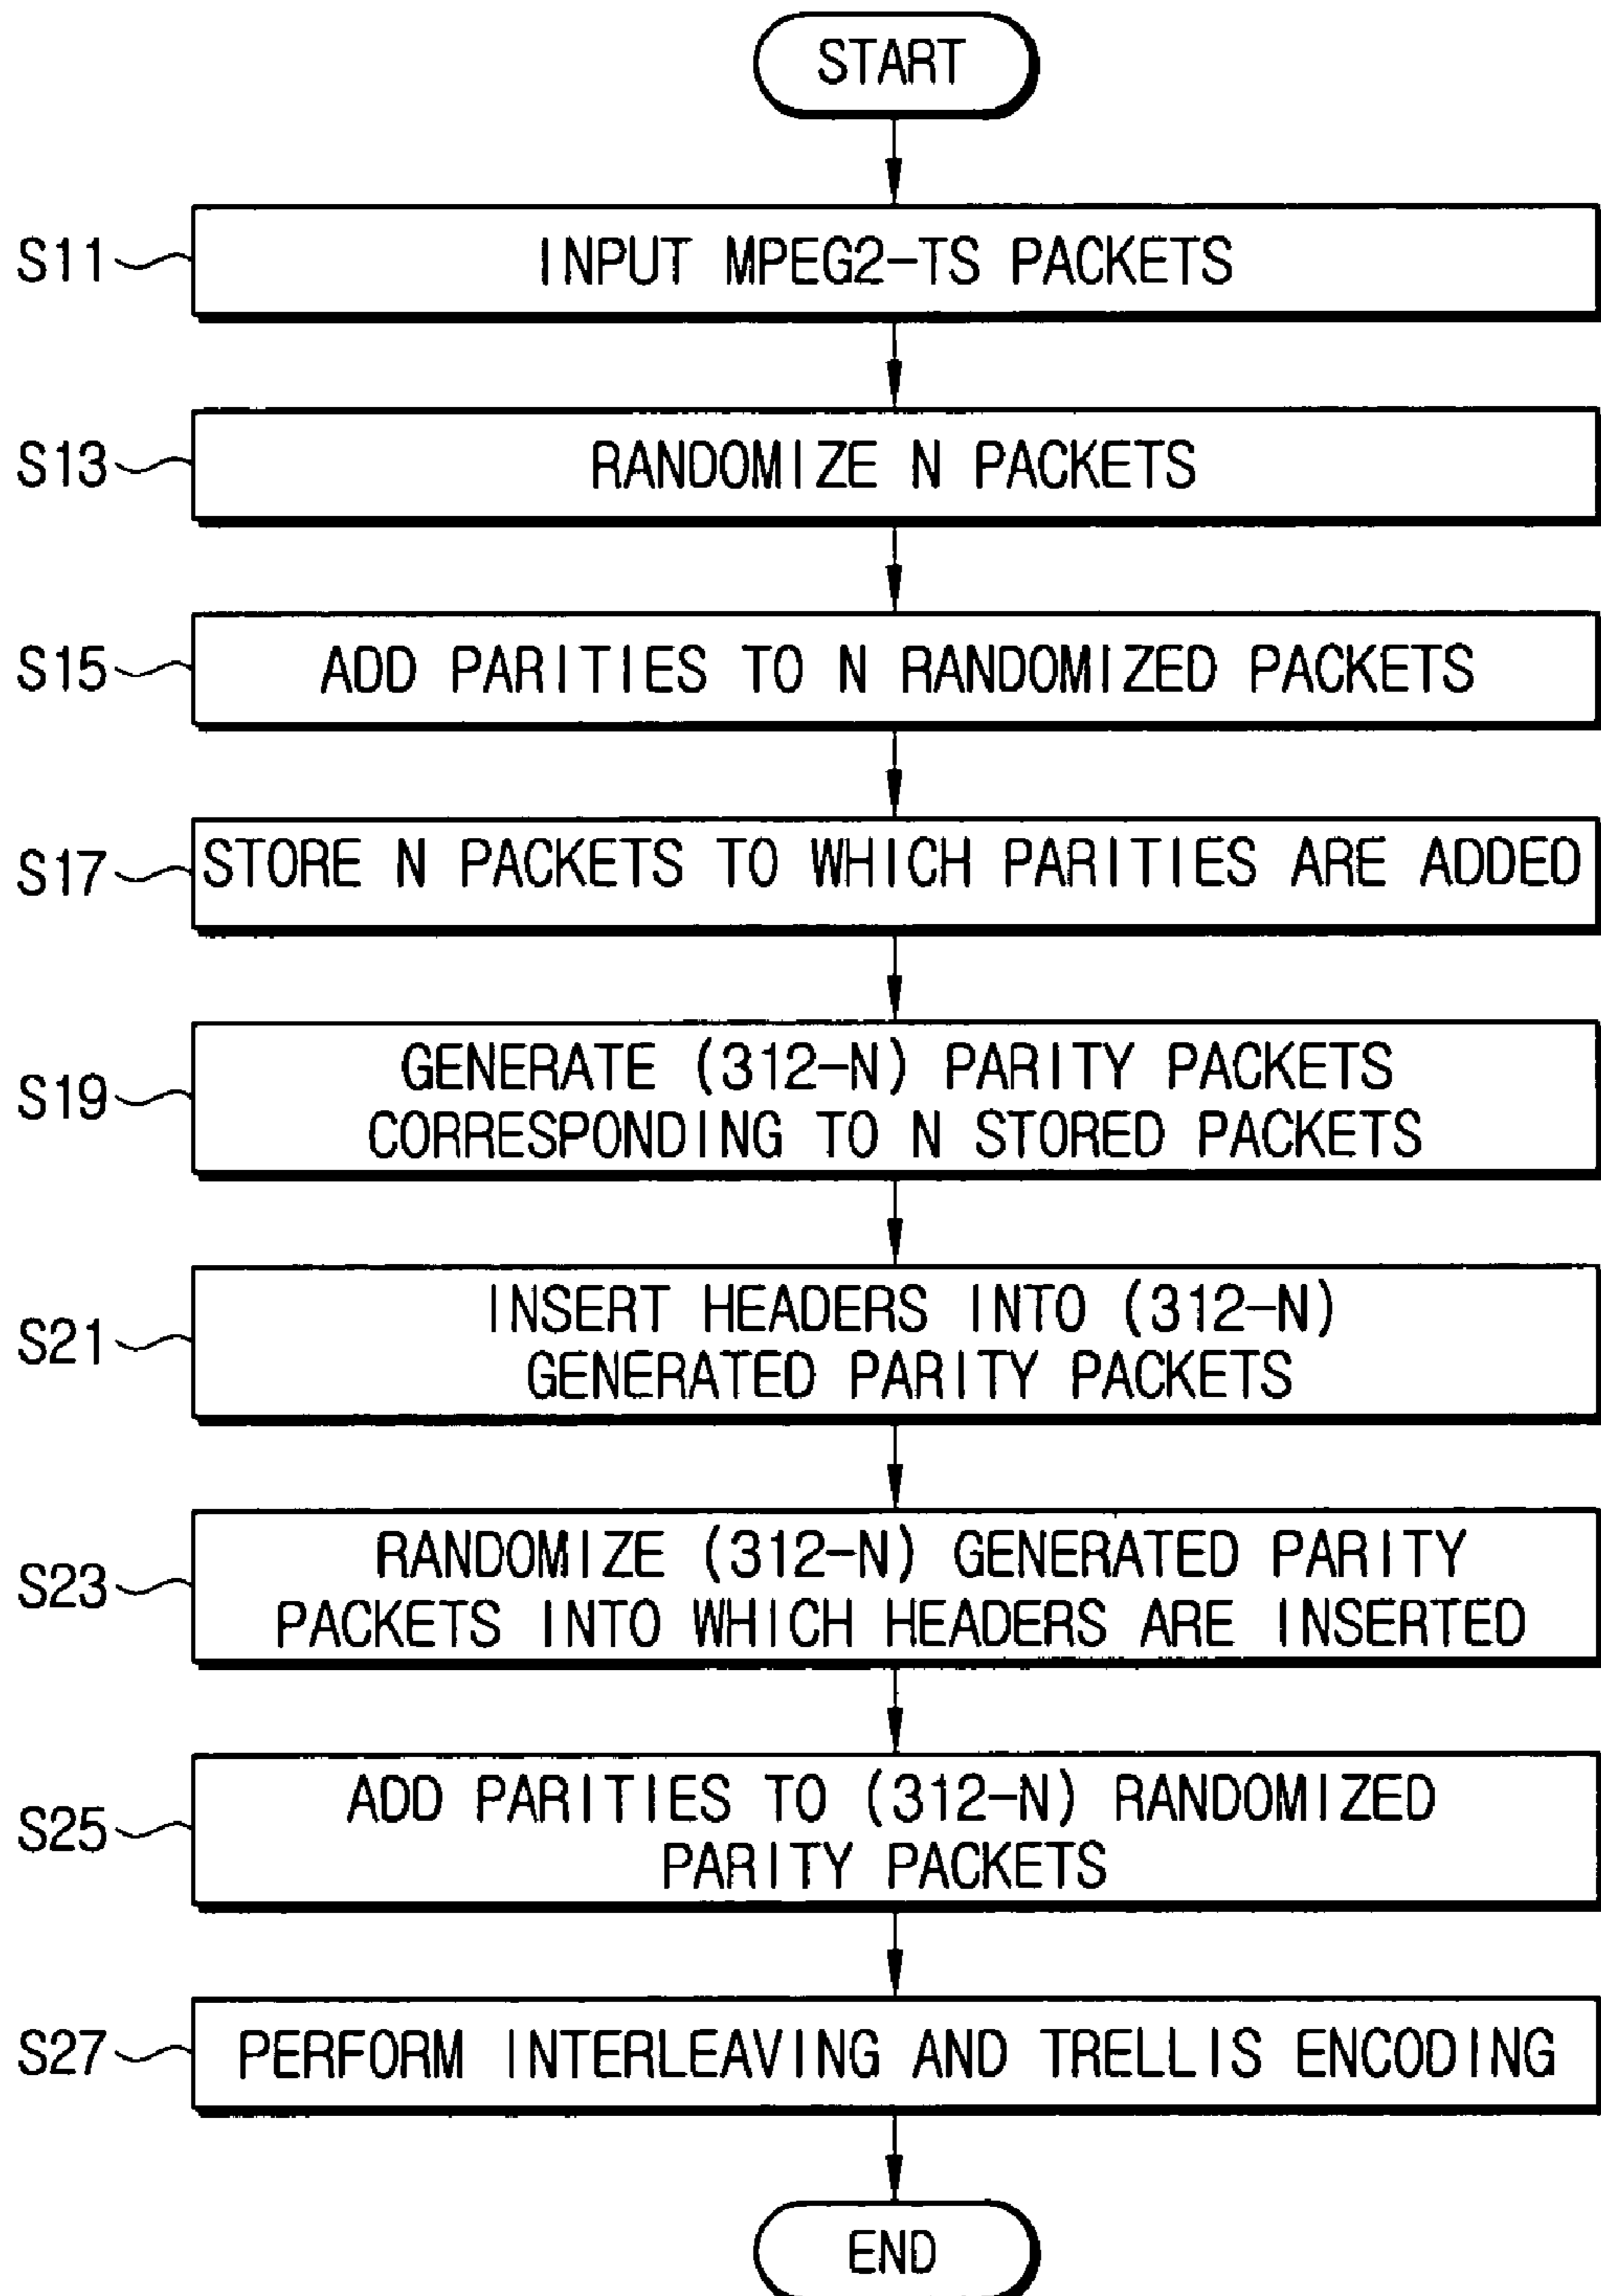 START
S11
INPUT MPEG2-TS PACKETS
S13
RANDOMIZE N PACKETS
S15
ADD PARITIES TO N RANDOMIZED PACKETS
S17
STORE N PACKETS TO WHICH PARITIES ARE ADDED
S19
GENERATE (312-N) PARITY PACKETS
CORRESPONDING TO N STORED PACKETS
S21
INSERT HEADERS INTO (312-N)
GENERATED PARITY PACKETS
S23
RANDOMIZE (312-N) GENERATED PARITY
PACKETS INTO WHICH HEADERS ARE INSERTED
S25
ADD PARITIES TO (312-N) RANDOMIZED
PARITY PACKETS
S27
PERFORM INTERLEAVING AND TRELLIS ENCODING
END